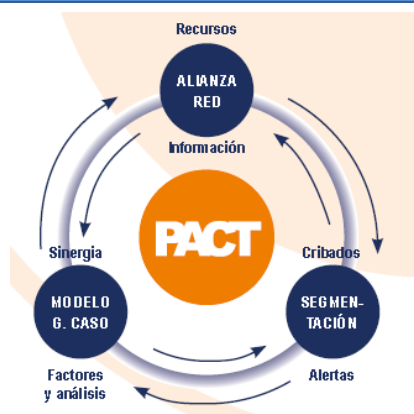 Recursos
ALIANZA
RED
Información
PACT
Sinergia
Cribados
MODELO
G. CASO
SEGMEN-
TACIÓN
Factores
y análisis
Alertas